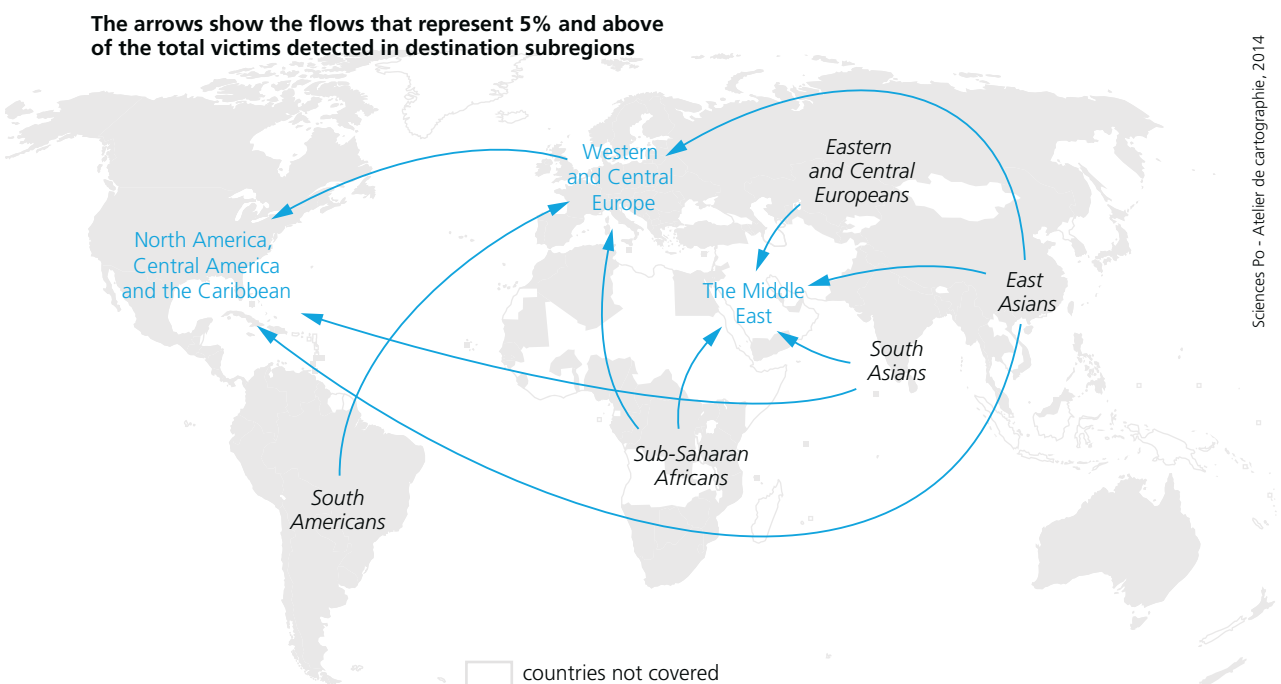 The arrows show the flows that represent 5% and above
of the total victims detected in destination subregions
Sciences Po - Atelier de cartographie, 2014
Western
and Central
Europe
Eastern
and Central
Europeans
North America,
Central America
and the Caribbean
The Middle
East
East
Asians
South
Asians
Sub-Saharan
Africans
South
Americans
countries not covered